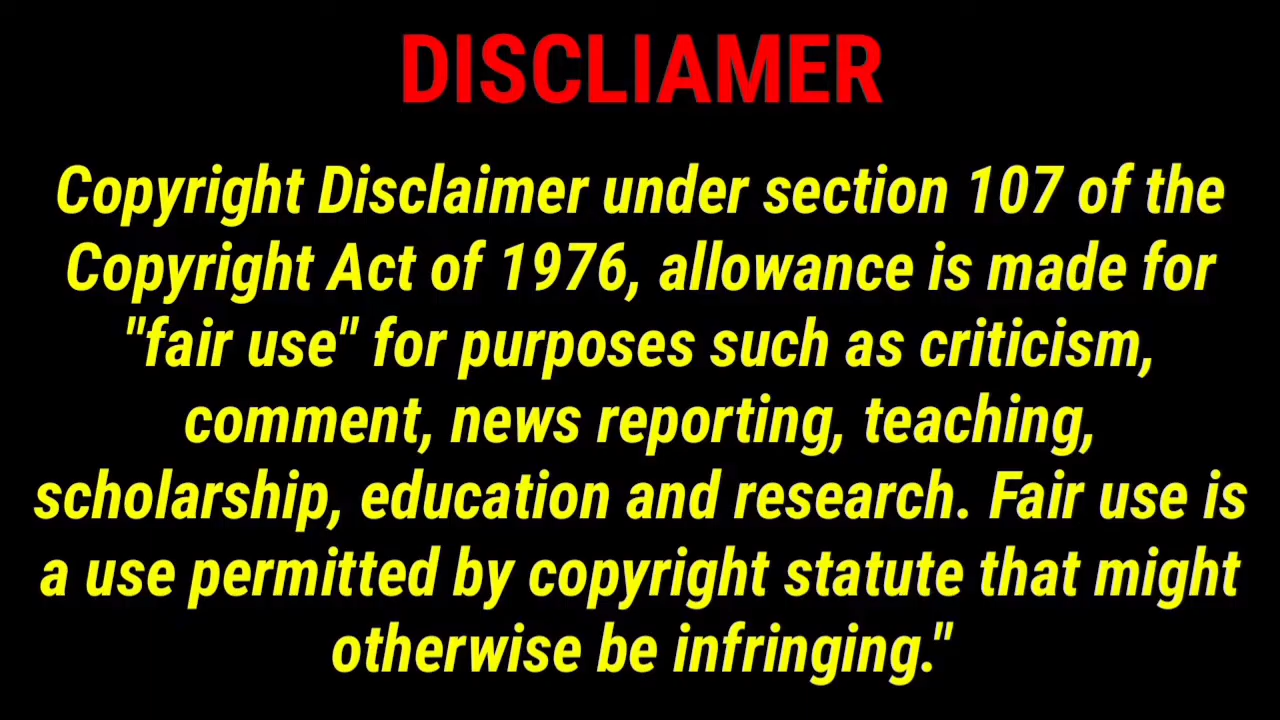 DISCLIAMER
Copyright Disclaimer under section 107 of the
Copyright Act of 1976, allowance is made for
"fair use" for purposes such as criticism,
comment, news reporting, teaching,
scholarship, education and research. Fair use is
a use permitted by copyright statute that might
otherwise be infringing."